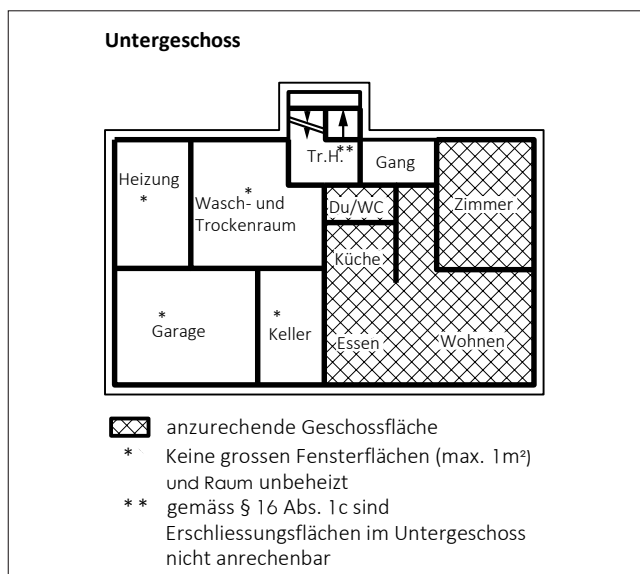 Untergeschoss
Tr.H.**
Gang
Heizung
*
*
Wasch- und
Trockenraum
Du/WC
Zimmer
Küche
*
Garage
*
Keller
Essen
Wohnen
anzurechende Geschossfläche
* Keine grossen Fensterflächen (max. 1m²)
und Raum unbeheizt
** gemäss § 16 Abs. 1c sind
Erschliessungsflächen im Untergeschoss
nicht anrechenbar